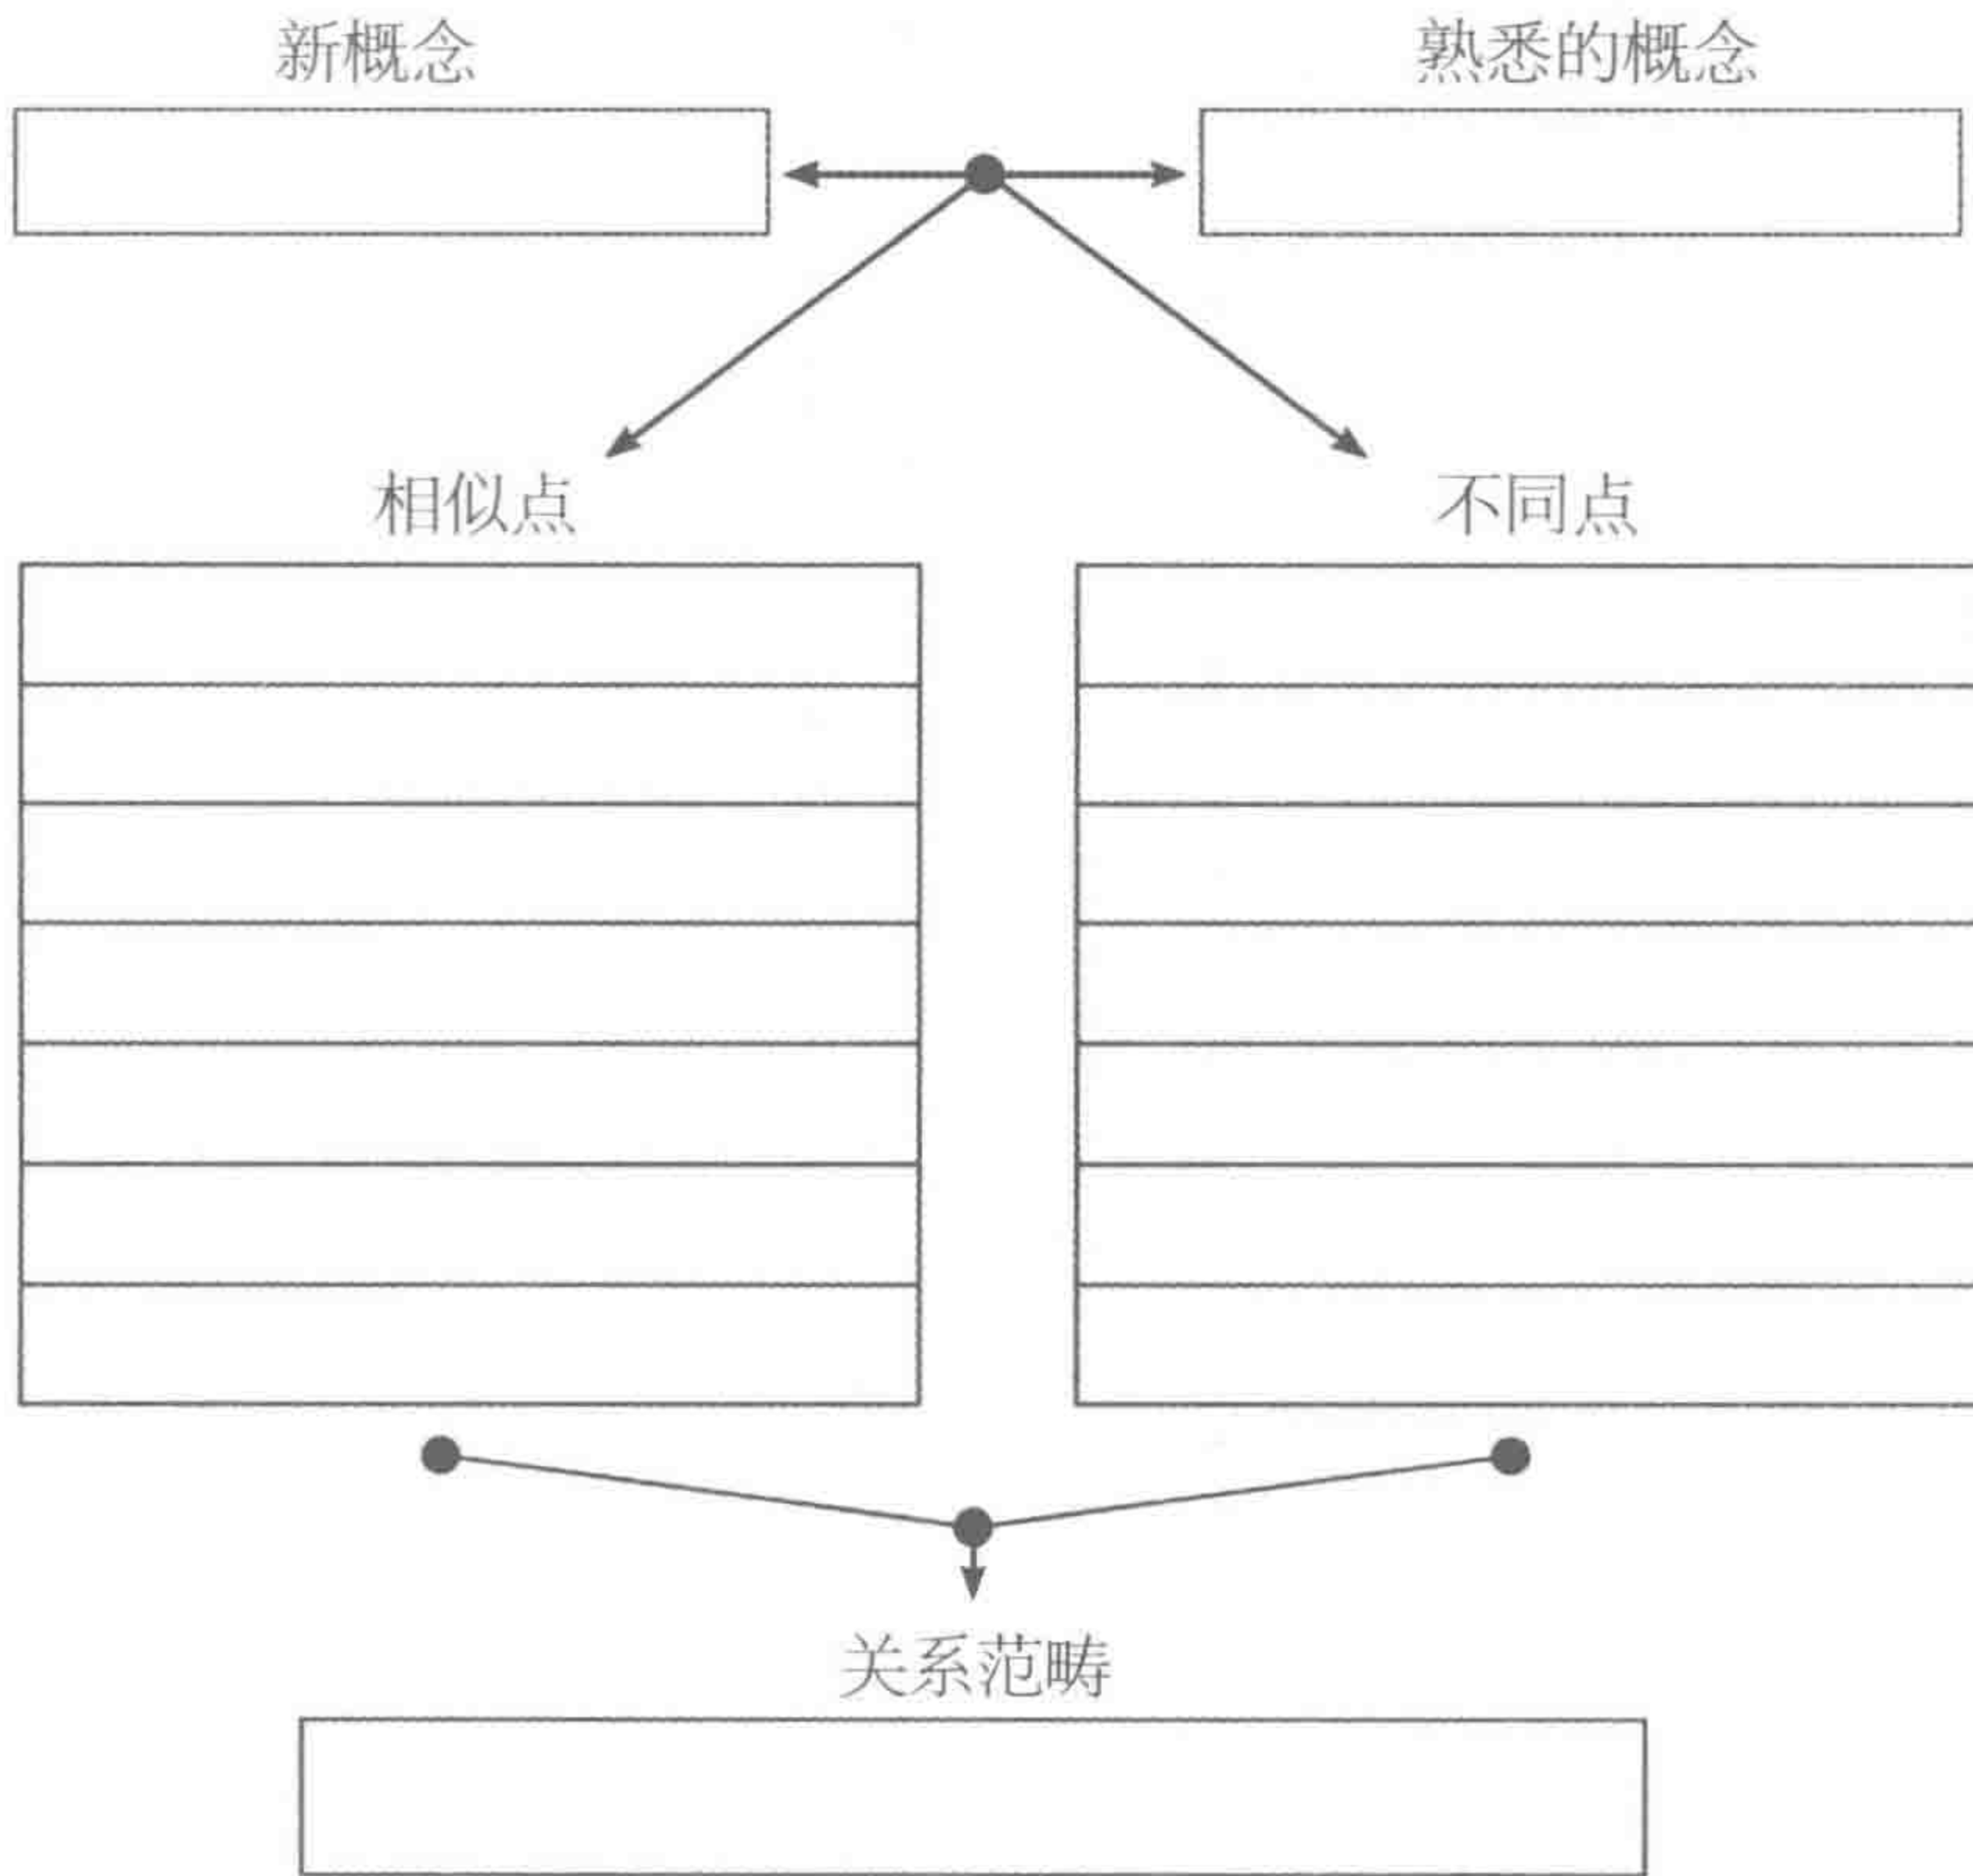 新概念
熟悉的概念
相似点
不同点
关系范畴